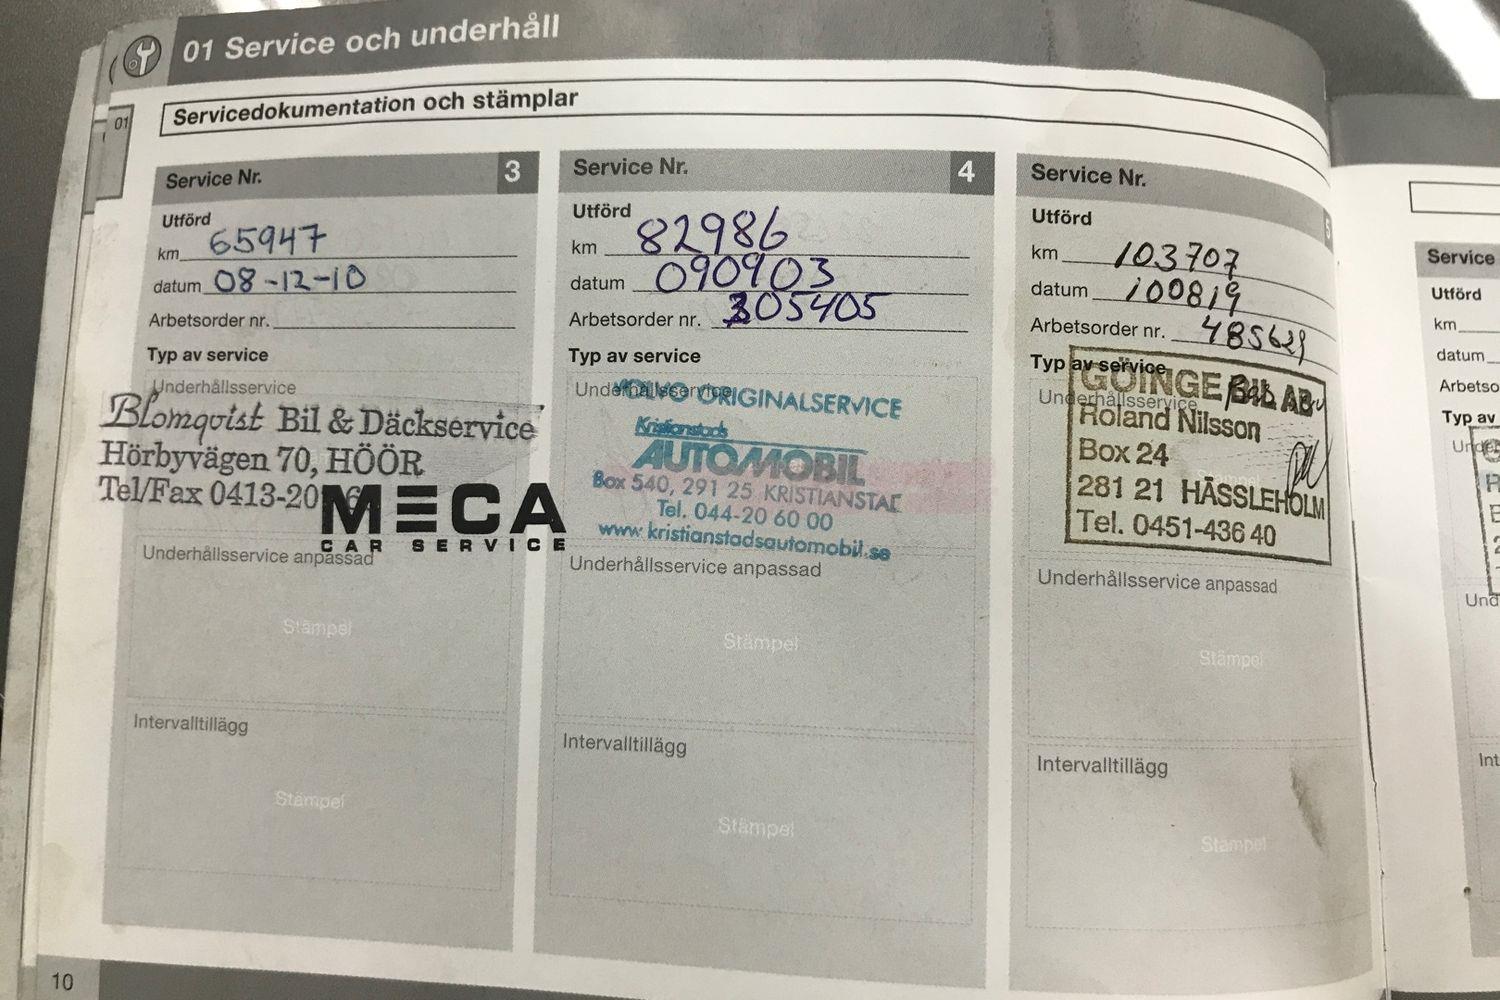 01 Service och underhåll
Servicedokumentation och stämplar
01
Service Nr. 3
Utförd
km 65947
datum 08-12-10
Arbetsorder nr.
Typ av service
Underhållsservice
Blomqvist Bil & Däckservice
Hörbyvägen 70, HÖÖR
Tel/Fax 0413-20
MECA
CAR SERVICE
Underhållsservice anpassad
Stämpel
Intervalltillägg
Stämpel
Service Nr. 4
Utförd
km 82986
datum 090903
Arbetsorder nr. 305405
Typ av service
Underhållsservice
VOLVO ORIGINALSERVICE
Kristianstads
AUTOMOBIL
Box 540, 291 25 KRISTIANSTAD
Tel. 044-20 60 00
www.kristianstadsautomobil.se
Underhållsservice anpassad
Stämpel
Intervalltillägg
Stämpel
Service Nr. 5
Utförd
km 103707
datum 100819
Arbetsorder nr. 485629
Typ av service
Underhållsservice
GÖINGE BIL AB
Roland Nilsson
Box 24
281 21 HÄSSLEHOLM
Tel. 0451-436 40
Underhållsservice anpassad
Stämpel
Intervalltillägg
Stämpel
Service
Utförd
km
datum
Arbetso
Typ av
Und
Int
10